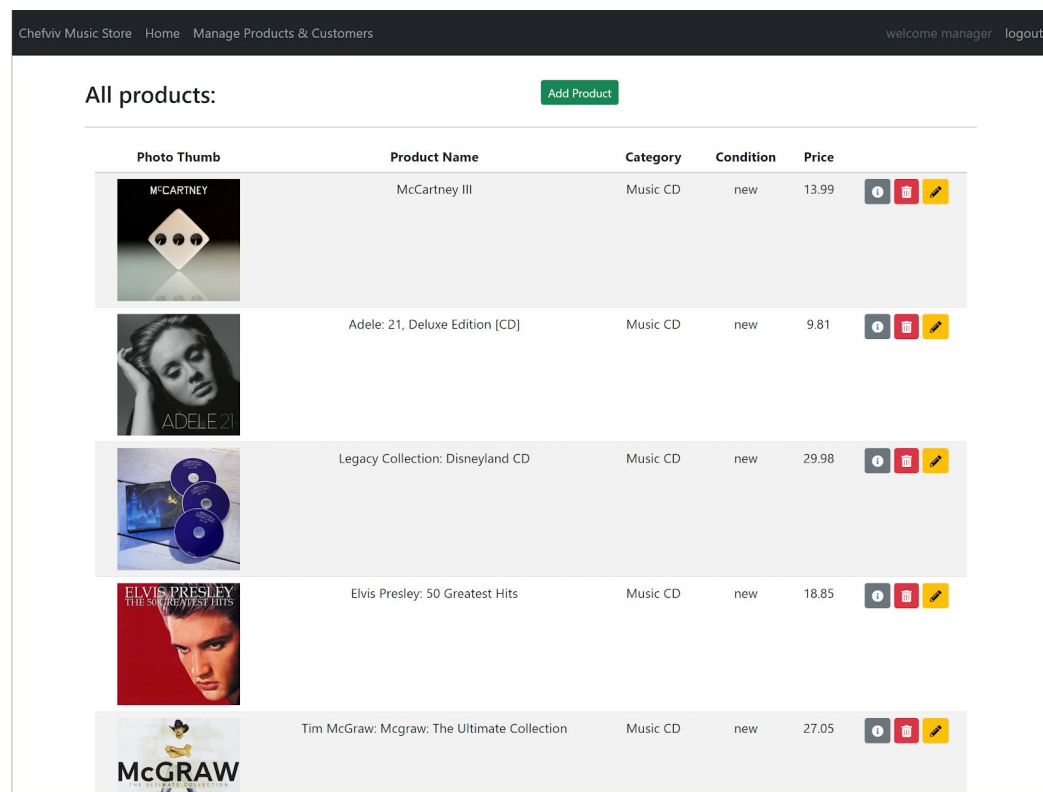 Chefviv Music Store Home Manage Products & Customers welcome manager logout
All products: Add Product
Photo Thumb Product Name Category Condition Price
McCARTNEY
McCartney III Music CD new 13.99
Adele: 21, Deluxe Edition [CD] Music CD new 9.81
ADELE 21
Legacy Collection: Disneyland CD Music CD new 29.98
ELVIS PRESLEY
THE 50 GREATEST HITS
Elvis Presley: 50 Greatest Hits Music CD new 18.85
Tim McGraw: Mcgraw: The Ultimate Collection Music CD new 27.05
McGRAW
THE ULTIMATE COLLECTION